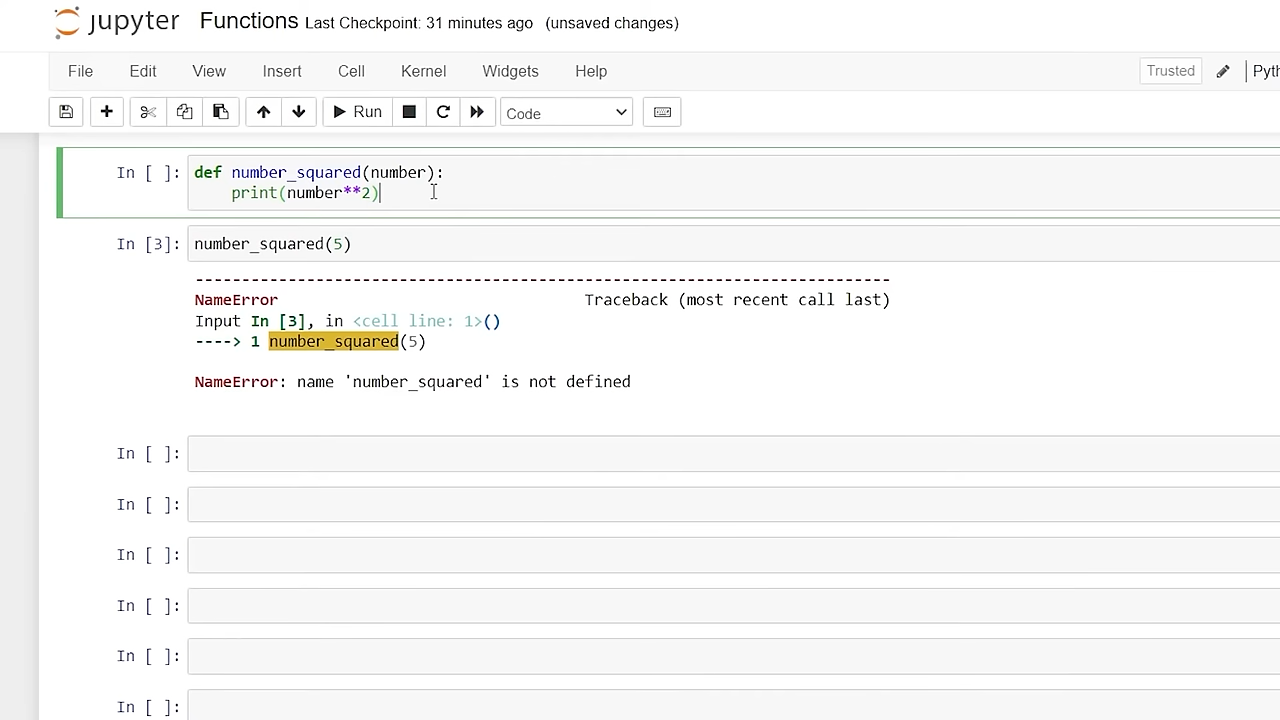 jupyter Functions Last Checkpoint: 31 minutes ago (unsaved changes)
File Edit View Insert Cell Kernel Widgets Help Trusted Pyth
Run Code
In [ ]: def number_squared(number):
print(number**2)
In [3]: number_squared(5)
---------------------------------------------------------------------------
NameError Traceback (most recent call last)
Input In [3], in <cell line: 1>()
----> 1 number_squared(5)
NameError: name 'number_squared' is not defined
In [ ]:
In [ ]:
In [ ]:
In [ ]:
In [ ]:
In [ ]: